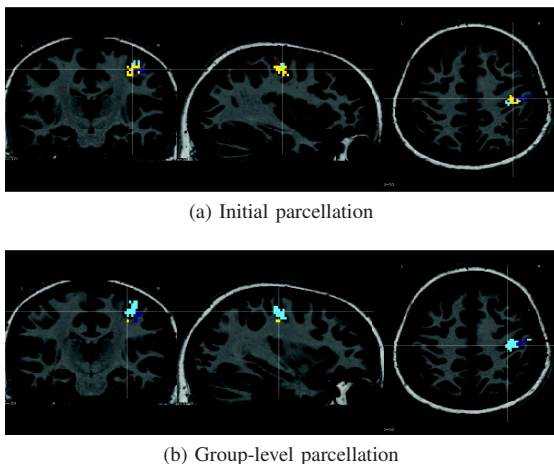 L R L R
(a) Initial parcellation
L R L R
(b) Group-level parcellation